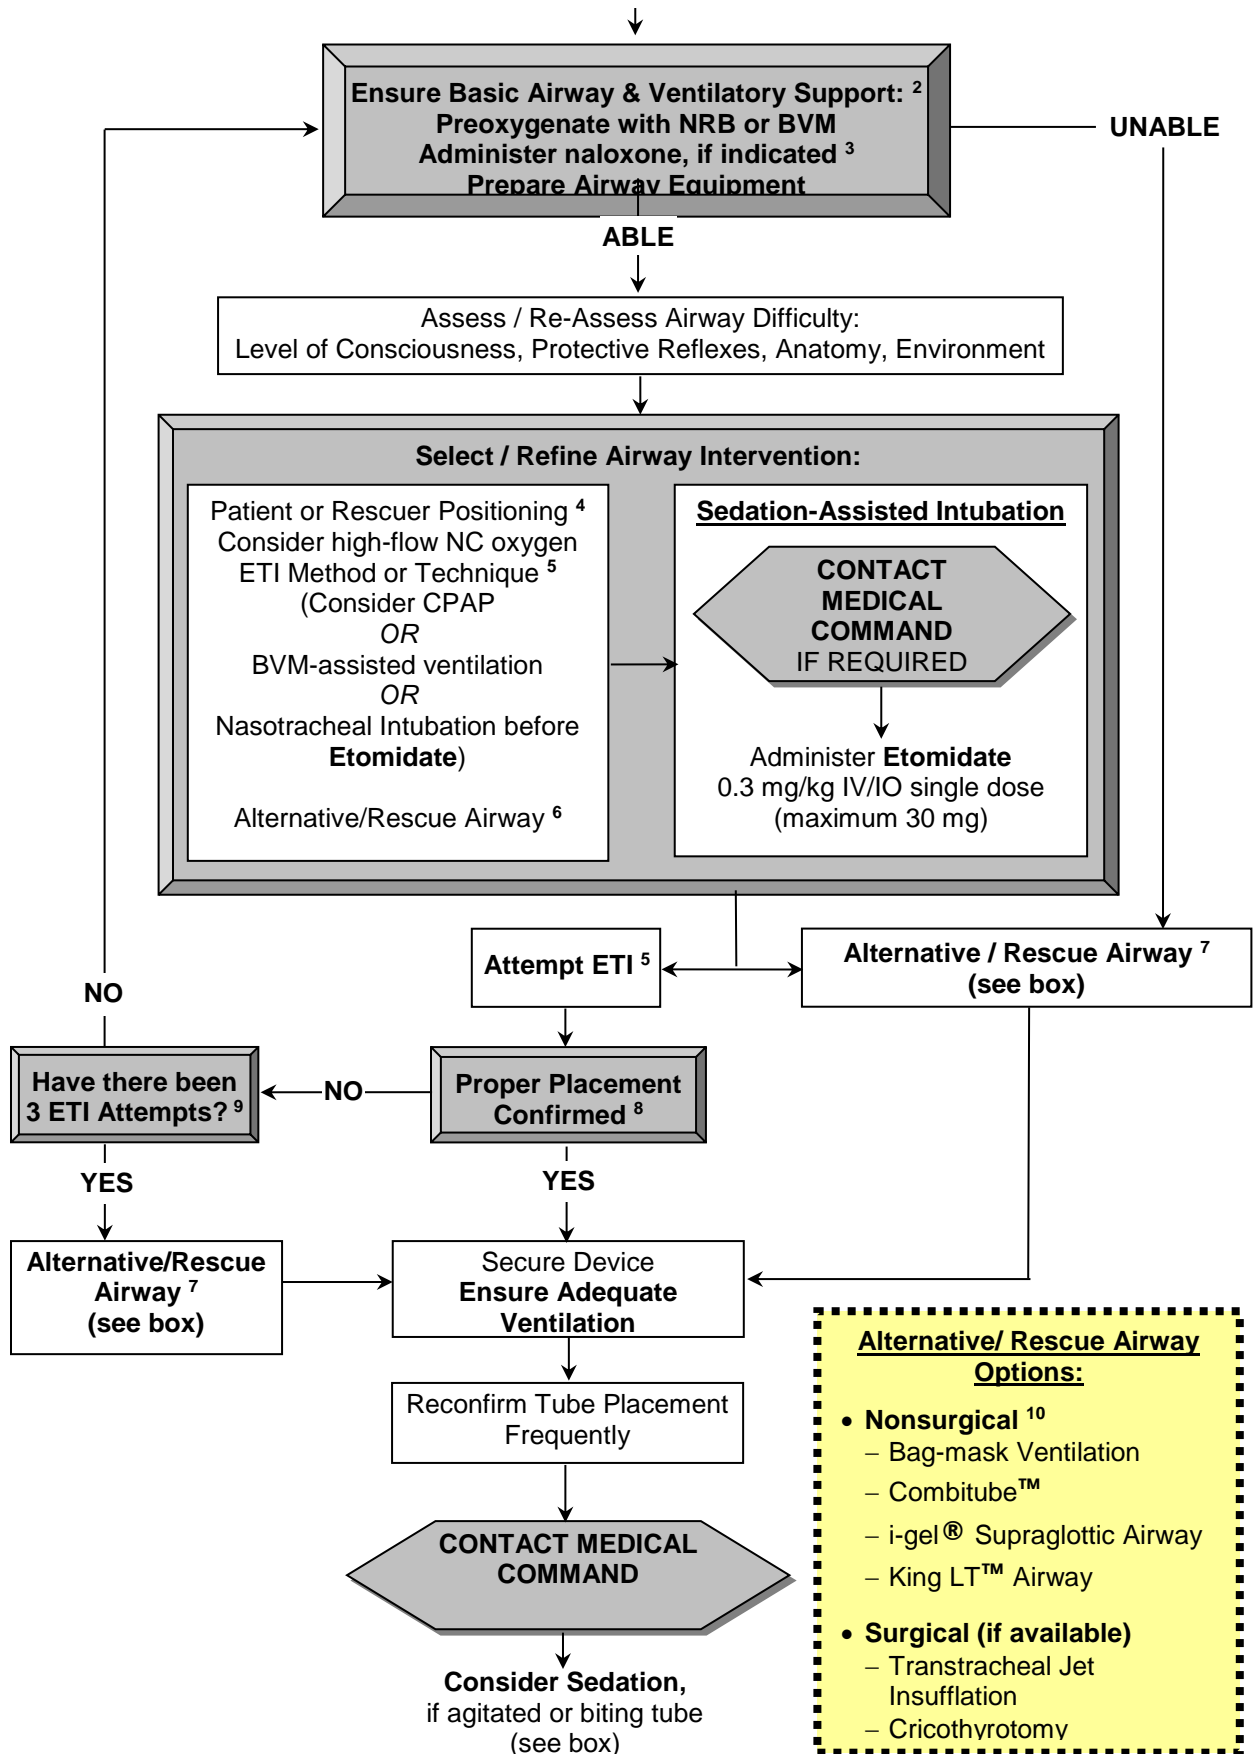 Ensure Basic Airway & Ventilatory Support: 2
Preoxygenate with NRB or BVM
Administer naloxone, if indicated 3
Prepare Airway Equipment
UNABLE
ABLE
Assess / Re-Assess Airway Difficulty:
Level of Consciousness, Protective Reflexes, Anatomy, Environment
Select / Refine Airway Intervention:
Patient or Rescuer Positioning 4
Consider high-flow NC oxygen
ETI Method or Technique 5
(Consider CPAP
OR
BVM-assisted ventilation
OR
Nasotracheal Intubation before
Etomidate)
Alternative/Rescue Airway 6
Sedation-Assisted Intubation
CONTACT
MEDICAL
COMMAND
IF REQUIRED
Administer Etomidate
0.3 mg/kg IV/IO single dose
(maximum 30 mg)
Attempt ETI 5
Alternative / Rescue Airway 7
(see box)
NO
Have there been
3 ETI Attempts? 9
NO
Proper Placement
Confirmed 8
YES
YES
Alternative/Rescue
Airway 7
(see box)
Secure Device
Ensure Adequate
Ventilation
Reconfirm Tube Placement
Frequently
CONTACT MEDICAL
COMMAND
Consider Sedation,
if agitated or biting tube
(see box)
Alternative/ Rescue Airway
Options:
• Nonsurgical 10
– Bag-mask Ventilation
– Combitube™
– i-gel® Supraglottic Airway
– King LT™ Airway
• Surgical (if available)
– Transtracheal Jet
Insufflation
– Cricothyrotomy